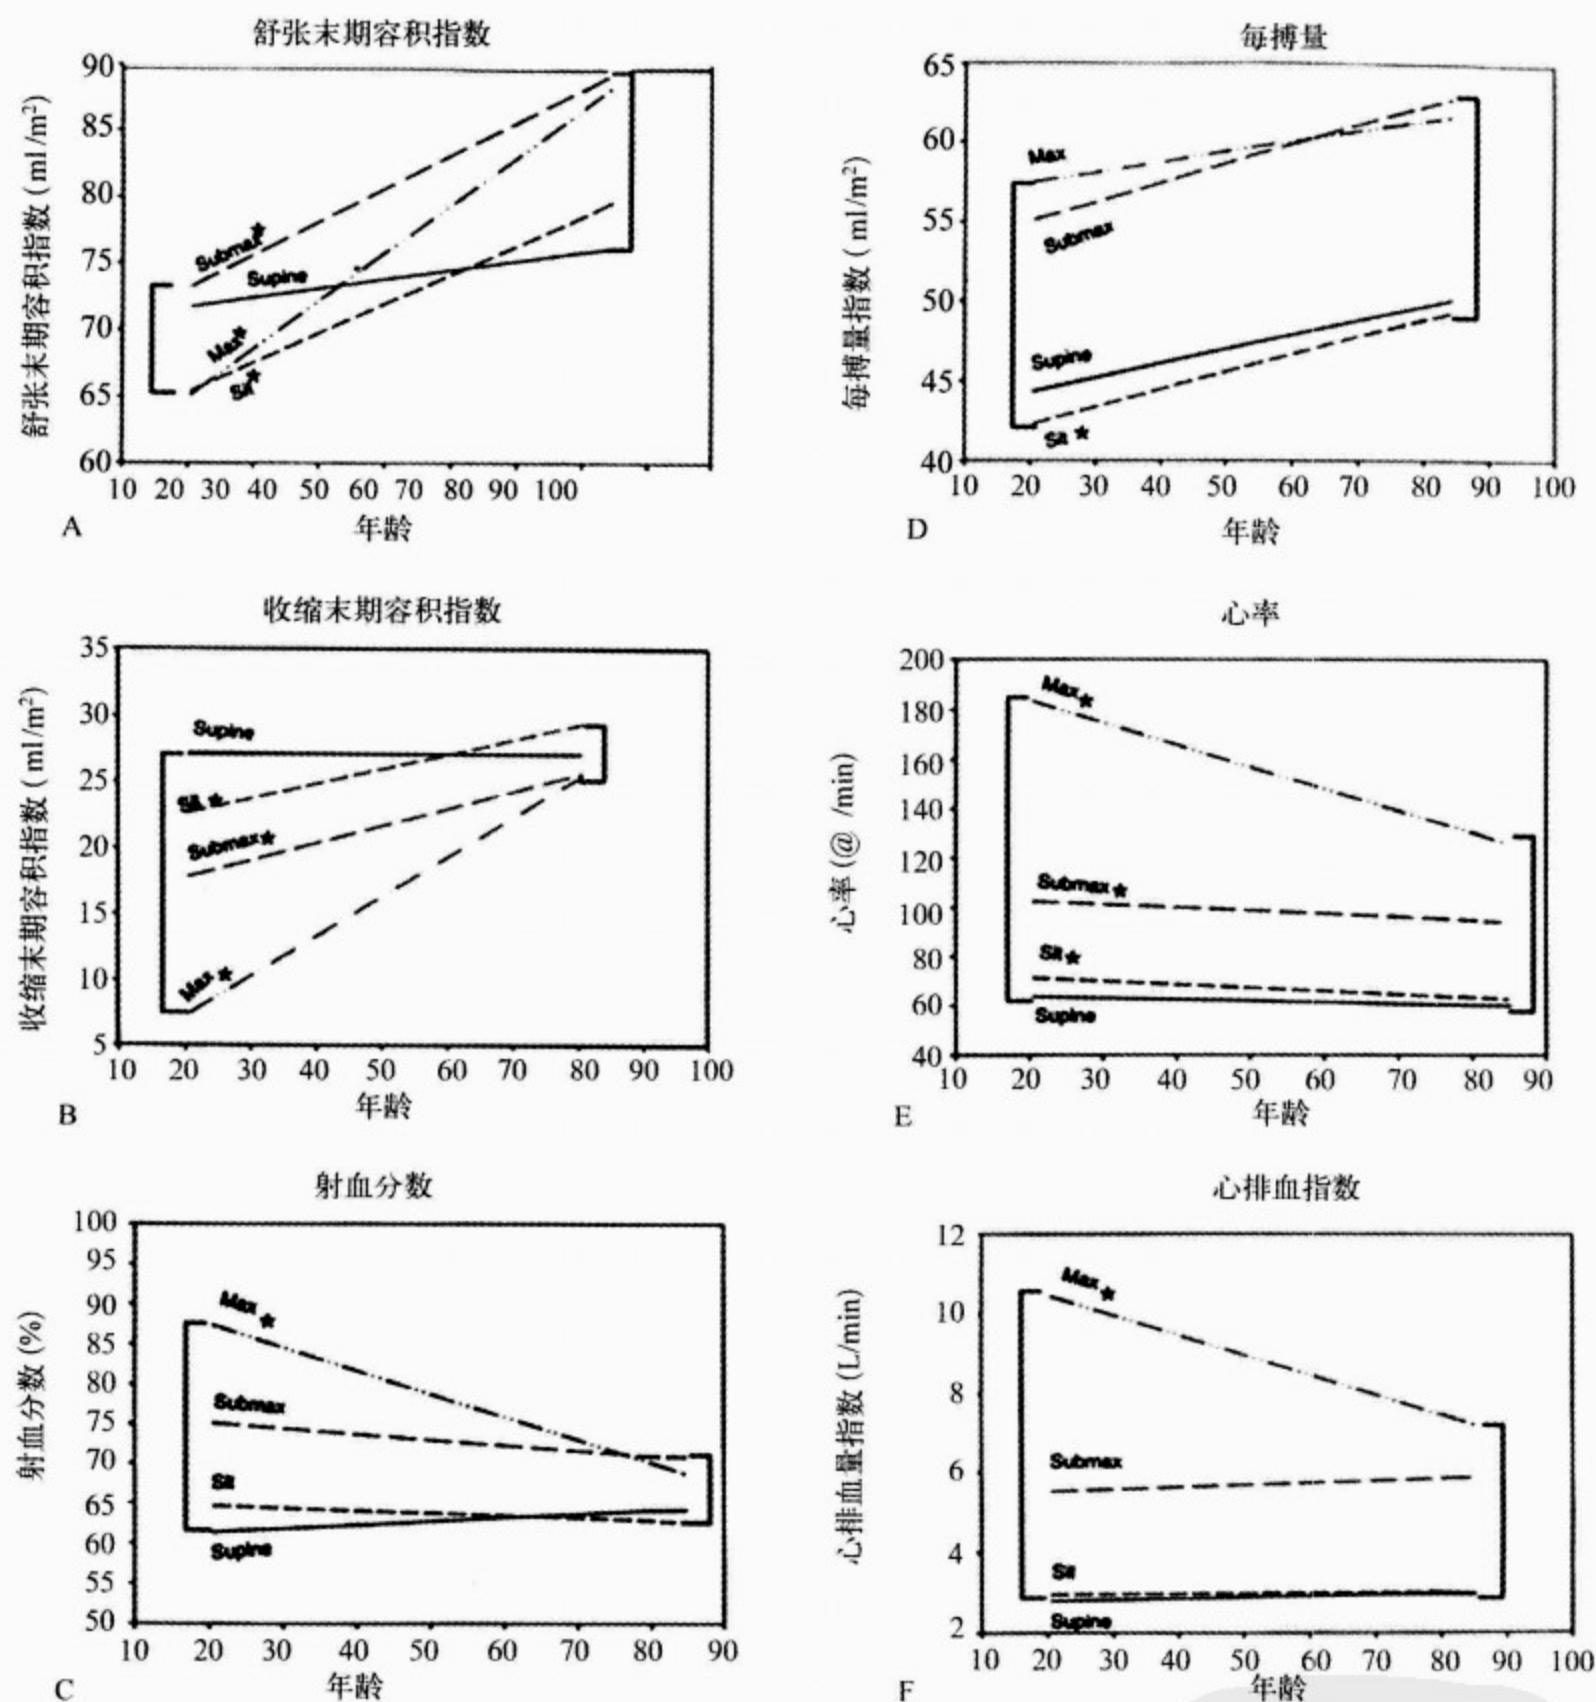 舒张末期容积指数
舒张末期容积指数 ( ml /m²)
90
85
80
75
70
65
60
Submax★
Supine
Max★
Sit★
10 20 30 40 50 60 70 80 90 100
A
年龄
每搏量
每搏量指数 ( ml/m²)
65
60
55
50
45
40
Max
Submax
Supine
Sit ★
10 20 30 40 50 60 70 80 90 100
D
年龄
收缩末期容积指数
收缩末期容积指数 ( ml/m²)
35
30
25
20
15
10
5
Supine
Sit ★
Submax★
Max ★
10 20 30 40 50 60 70 80 90 100
B
年龄
心率
心率 (@ /min)
200
180
160
140
120
100
80
60
40
Max★
Submax★
Sit★
Supine
10 20 30 40 50 60 70 80 90
E
年龄
射血分数
射血分数 (%)
100
95
90
85
80
75
70
65
60
55
50
Max ★
Submax
Sit
Supine
10 20 30 40 50 60 70 80 90
C
年龄
心排血指数
心排血量指数 (L/min)
12
10
8
6
4
2
Max ★
Submax
Sit
Supine
10 20 30 40 50 60 70 80 90 100
F
年龄